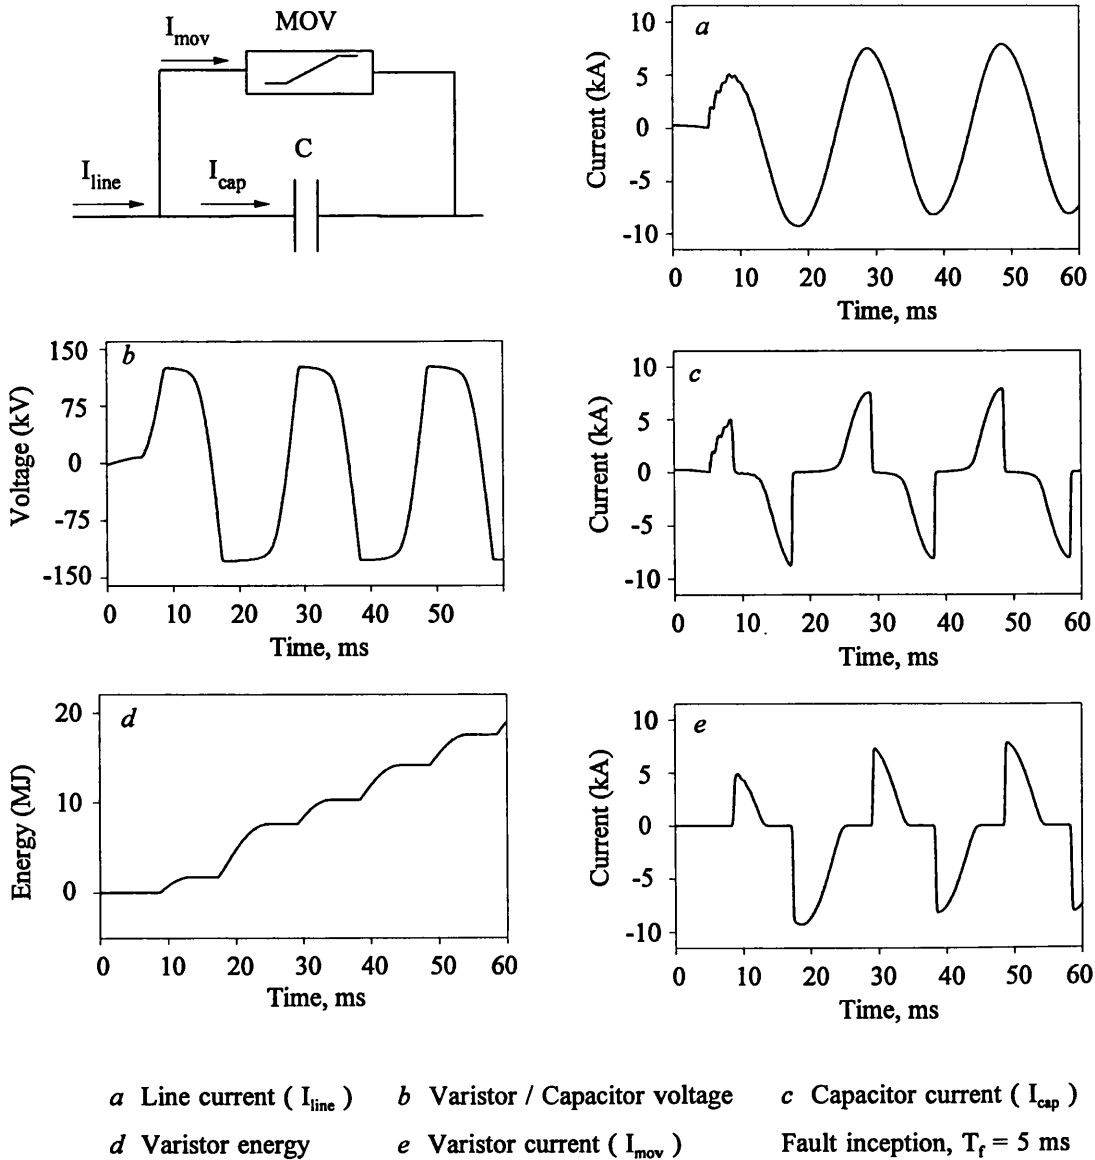 MOV
I_mov
C
I_line
I_cap
a
Current (kA)
10
5
0
-5
-10
0 10 20 30 40 50 60
Time, ms
b
Voltage (kV)
150
75
0
-75
-150
0 10 20 30 40 50 60
Time, ms
c
Current (kA)
10
5
0
-5
-10
0 10 20 30 40 50 60
Time, ms
d
Energy (MJ)
20
10
0
0 10 20 30 40 50 60
Time, ms
e
Current (kA)
10
5
0
-5
-10
0 10 20 30 40 50 60
Time, ms
a Line current ( I_line ) b Varistor / Capacitor voltage c Capacitor current ( I_cap )
d Varistor energy e Varistor current ( I_mov ) Fault inception, T_f = 5 ms